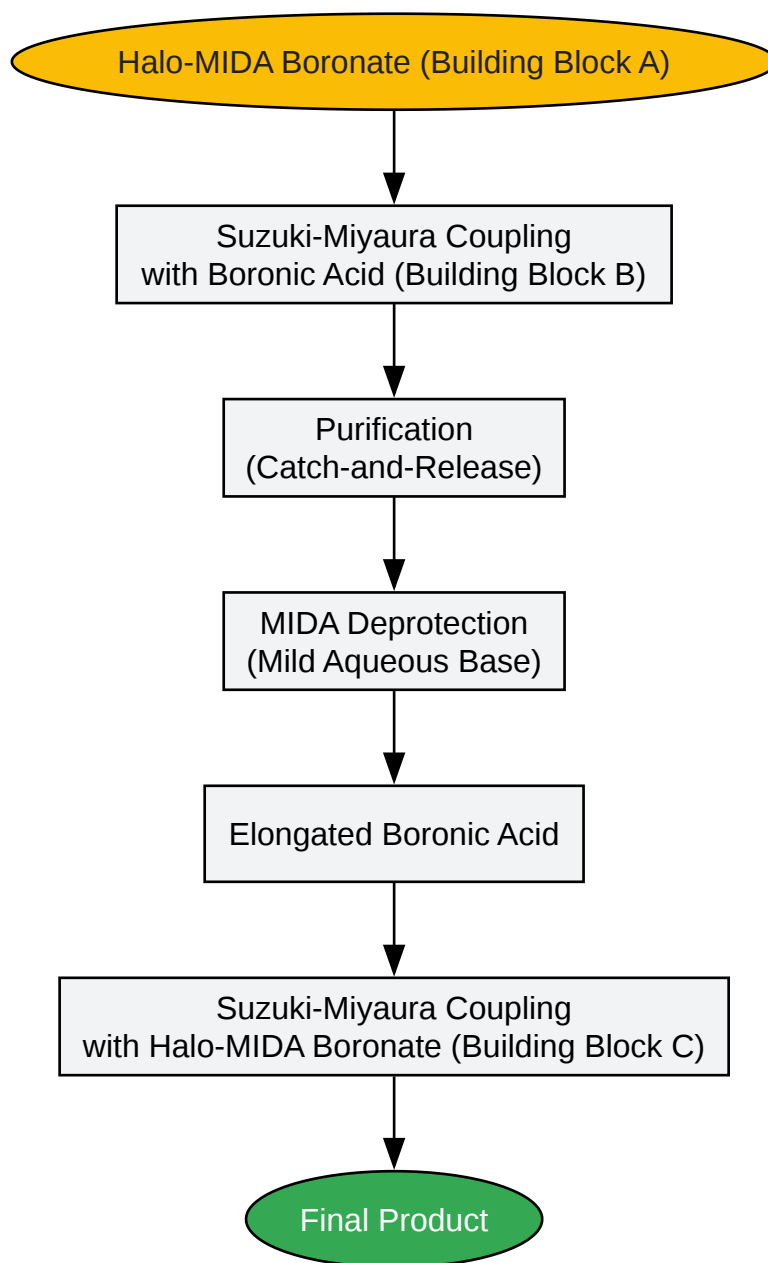 Halo-MIDA Boronate (Building Block A)
Suzuki-Miyaura Coupling
with Boronic Acid (Building Block B)
Purification
(Catch-and-Release)
MIDA Deprotection
(Mild Aqueous Base)
Elongated Boronic Acid
Suzuki-Miyaura Coupling
with Halo-MIDA Boronate (Building Block C)
Final Product